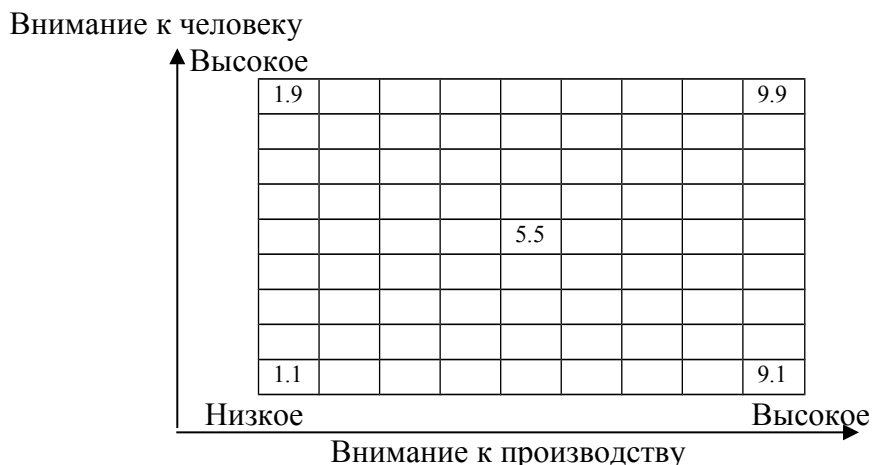 Внимание к человеку
Высокое
1.9 9.9
5.5
1.1 9.1
Низкое Высокое
Внимание к производству